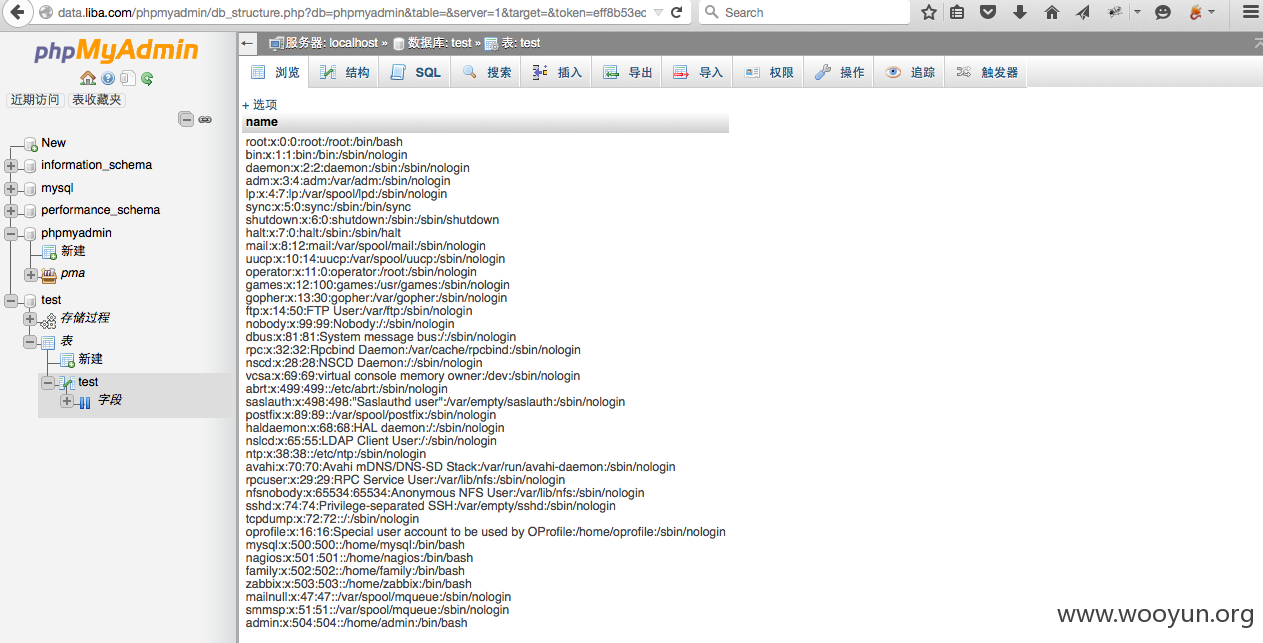 data.liba.com/phpmyadmin/db_structure.php?db=phpmyadmin&table=&server=1&target=&token=eff8b53ec
Search
phpMyAdmin
近期访问 表收藏夹
New
information_schema
mysql
performance_schema
phpmyadmin
新建
pma
test
存储过程
表
新建
test
字段
服务器: localhost » 数据库: test » 表: test
浏览 结构 SQL 搜索 插入 导出 导入 权限 操作 追踪 触发器
+ 选项
name
root:x:0:0:root:/root:/bin/bash
bin:x:1:1:bin:/bin:/sbin/nologin
daemon:x:2:2:daemon:/sbin:/sbin/nologin
adm:x:3:4:adm:/var/adm:/sbin/nologin
lp:x:4:7:lp:/var/spool/lpd:/sbin/nologin
sync:x:5:0:sync:/sbin:/bin/sync
shutdown:x:6:0:shutdown:/sbin:/sbin/shutdown
halt:x:7:0:halt:/sbin:/sbin/halt
mail:x:8:12:mail:/var/spool/mail:/sbin/nologin
uucp:x:10:14:uucp:/var/spool/uucp:/sbin/nologin
operator:x:11:0:operator:/root:/sbin/nologin
games:x:12:100:games:/usr/games:/sbin/nologin
gopher:x:13:30:gopher:/var/gopher:/sbin/nologin
ftp:x:14:50:FTP User:/var/ftp:/sbin/nologin
nobody:x:99:99:Nobody:/:/sbin/nologin
dbus:x:81:81:System message bus:/:/sbin/nologin
rpc:x:32:32:Rpcbind Daemon:/var/cache/rpcbind:/sbin/nologin
nscd:x:28:28:NSCD Daemon:/:/sbin/nologin
vcsa:x:69:69:virtual console memory owner:/dev:/sbin/nologin
abrt:x:499:499::/etc/abrt:/sbin/nologin
saslauth:x:498:498:"Saslauthd user":/var/empty/saslauth:/sbin/nologin
postfix:x:89:89::/var/spool/postfix:/sbin/nologin
haldaemon:x:68:68:HAL daemon:/:/sbin/nologin
nslcd:x:65:55:LDAP Client User:/:/sbin/nologin
ntp:x:38:38::/etc/ntp:/sbin/nologin
avahi:x:70:70:Avahi mDNS/DNS-SD Stack:/var/run/avahi-daemon:/sbin/nologin
rpcuser:x:29:29:RPC Service User:/var/lib/nfs:/sbin/nologin
nfsnobody:x:65534:65534:Anonymous NFS User:/var/lib/nfs:/sbin/nologin
sshd:x:74:74:Privilege-separated SSH:/var/empty/sshd:/sbin/nologin
tcpdump:x:72:72::/:/sbin/nologin
oprofile:x:16:16:Special user account to be used by OProfile:/home/oprofile:/sbin/nologin
mysql:x:500:500::/home/mysql:/bin/bash
nagios:x:501:501::/home/nagios:/bin/bash
family:x:502:502::/home/family:/bin/bash
zabbix:x:503:503::/home/zabbix:/bin/bash
mailnull:x:47:47::/var/spool/mqueue:/sbin/nologin
smmsp:x:51:51::/var/spool/mqueue:/sbin/nologin
admin:x:504:504::/home/admin:/bin/bash
www.wooyun.org